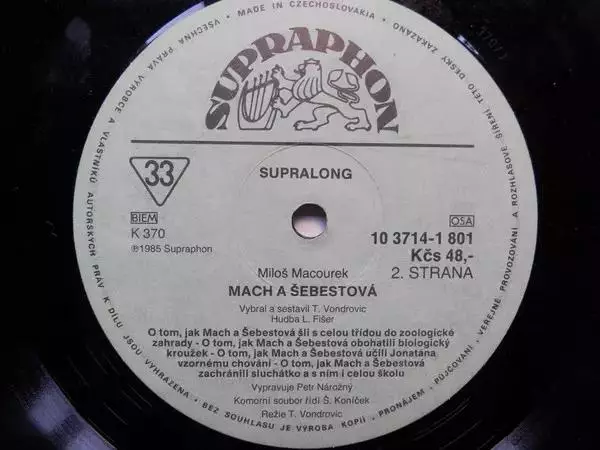 MADE IN CZECHOSLOVAKIA
SUPRAPHON
33
SUPRALONG
BIEM
K 370
℗1985 Supraphon
OSA
10 3714-1 801
Kčs 48,-
2. STRANA
Miloš Macourek
MACH A ŠEBESTOVÁ
Vybral a sestavil T. Vondrovic
Hudba L. Fišer
O tom, jak Mach a Šebestová šli s celou třídou do zoologické
zahrady - O tom, jak Mach a Šebestová obohatili biologický
kroužek - O tom, jak Mach a Šebestová učili Jonatana
vzornému chování - O tom, jak Mach a Šebestová
zachránili sluchátko a s ním i celou školu
Vypravuje Petr Nárožný
Komorní soubor řídí Š. Koníček
Režie T. Vondrovic
VŠECHNA PRÁVA VÝROBCE A VLASTNÍKŮ AUTORSKÝCH PRÁV K DÍLU JSOU VYHRAZENA • BEZ SOUHLASU JE VÝROBA KOPIÍ • PRONÁJEM • PŮJČOVÁNÍ • VEŘEJNÉ PROVOZOVÁNÍ A ROZHLASOVÉ ŠÍŘENÍ TÉTO DESKY ZAKÁZÁNO